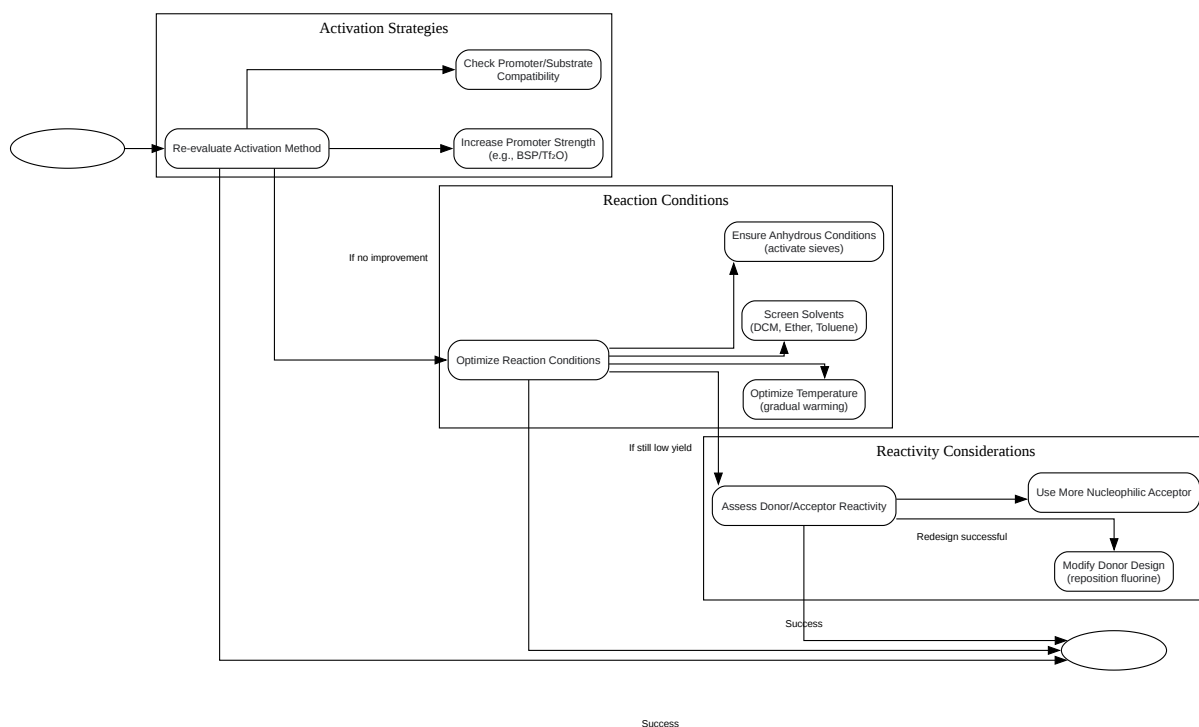 Activation Strategies
Check Promoter/Substrate
Compatibility
Re-evaluate Activation Method
Increase Promoter Strength
(e.g., BSP/Tf₂O)
Reaction Conditions
Ensure Anhydrous Conditions
(activate sieves)
If no improvement
Screen Solvents
(DCM, Ether, Toluene)
Optimize Reaction Conditions
Optimize Temperature
(gradual warming)
If still low yield
Reactivity Considerations
Use More Nucleophilic Acceptor
Assess Donor/Acceptor Reactivity
Redesign successful
Modify Donor Design
(reposition fluorine)
Success
Success